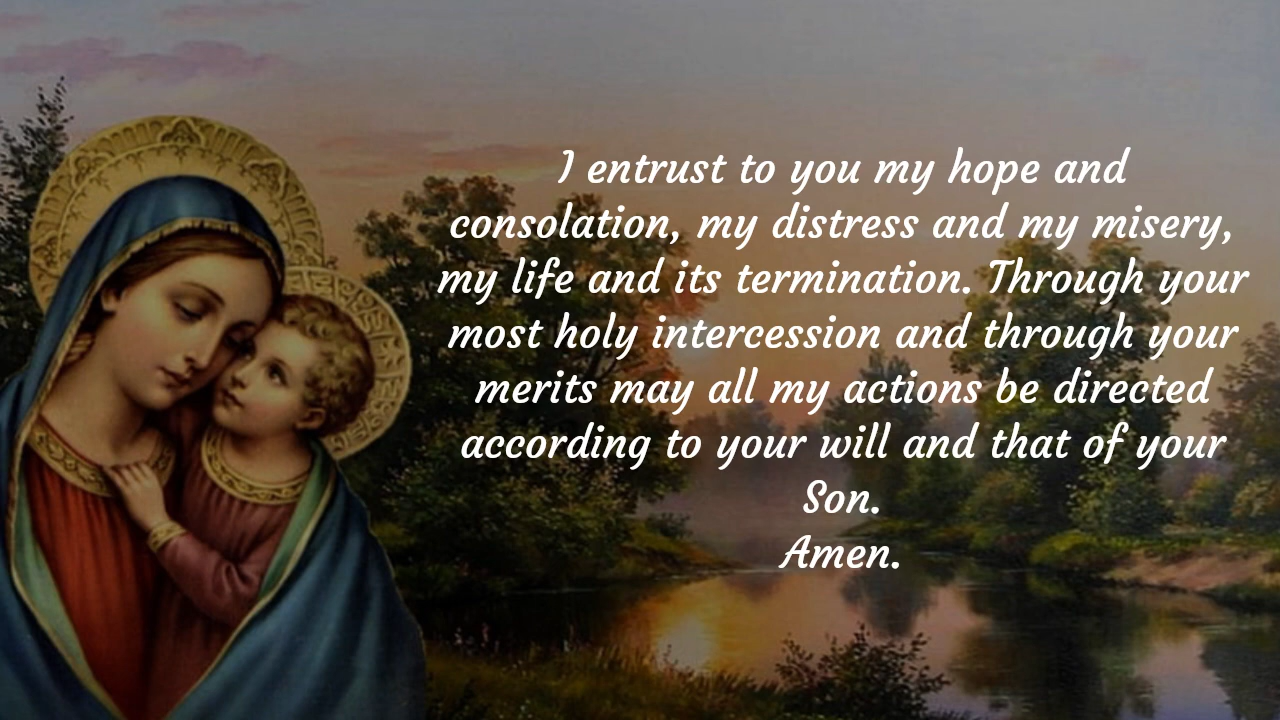 I entrust to you my hope and
consolation, my distress and my misery,
my life and its termination. Through your
most holy intercession and through your
merits may all my actions be directed
according to your will and that of your
Son.
Amen.